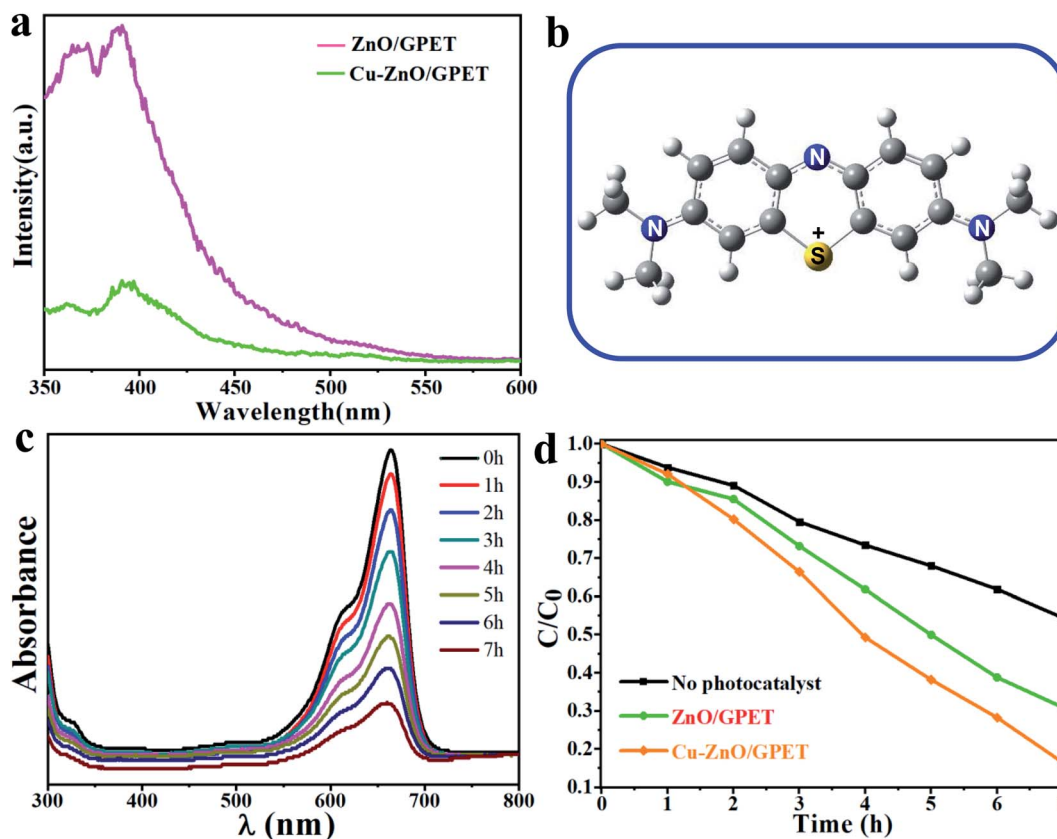 a
ZnO/GPET
Cu-ZnO/GPET
Intensity(a.u.)
350 400 450 500 550 600
Wavelength(nm)
b
N
N
N
+
S
c
0h
1h
2h
3h
4h
5h
6h
7h
Absorbance
300 400 500 600 700 800
λ (nm)
d
1.0
0.9
0.8
0.7
0.6
0.5
0.4
0.3
0.2
0.1
C/C0
No photocatalyst
ZnO/GPET
Cu-ZnO/GPET
0 1 2 3 4 5 6
Time (h)